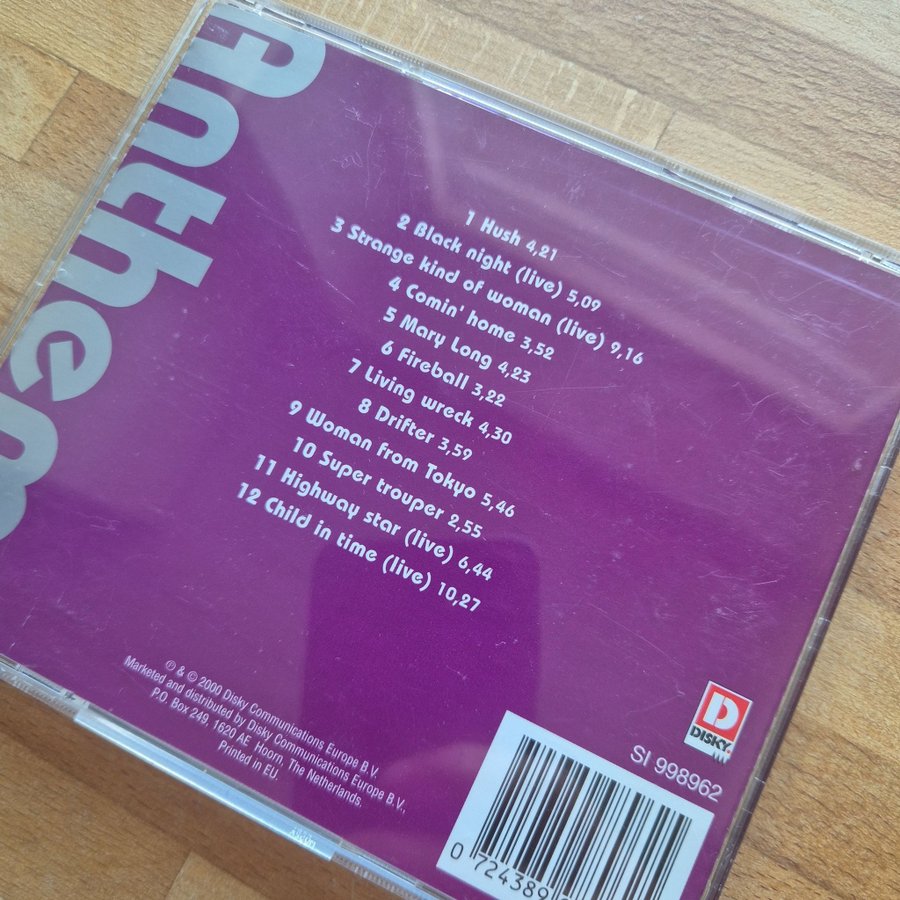 Anthem
1 Hush 4,21
2 Black night (live) 5,09
3 Strange kind of woman (live) 9,16
4 Comin' home 3,52
5 Mary Long 4,23
6 Fireball 3,22
7 Living wreck 4,30
8 Drifter 3,59
9 Woman from Tokyo 5,46
10 Super trouper 2,55
11 Highway star (live) 6,44
12 Child in time (live) 10,27
℗ & © 2000 Disky Communications Europe B.V.
Marketed and distributed by Disky Communications Europe B.V.,
P.O. Box 249, 1620 AE Hoorn, The Netherlands.
Printed in EU.
D
DISKY.
SI 998962
0 724389